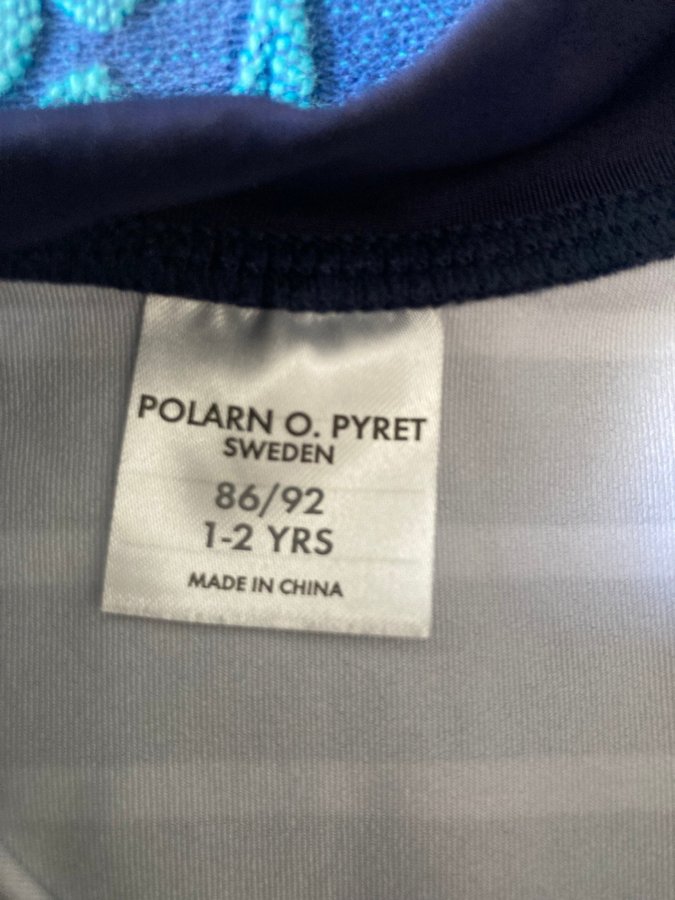 POLARN O. PYRET
SWEDEN
86/92
1-2 YRS
MADE IN CHINA